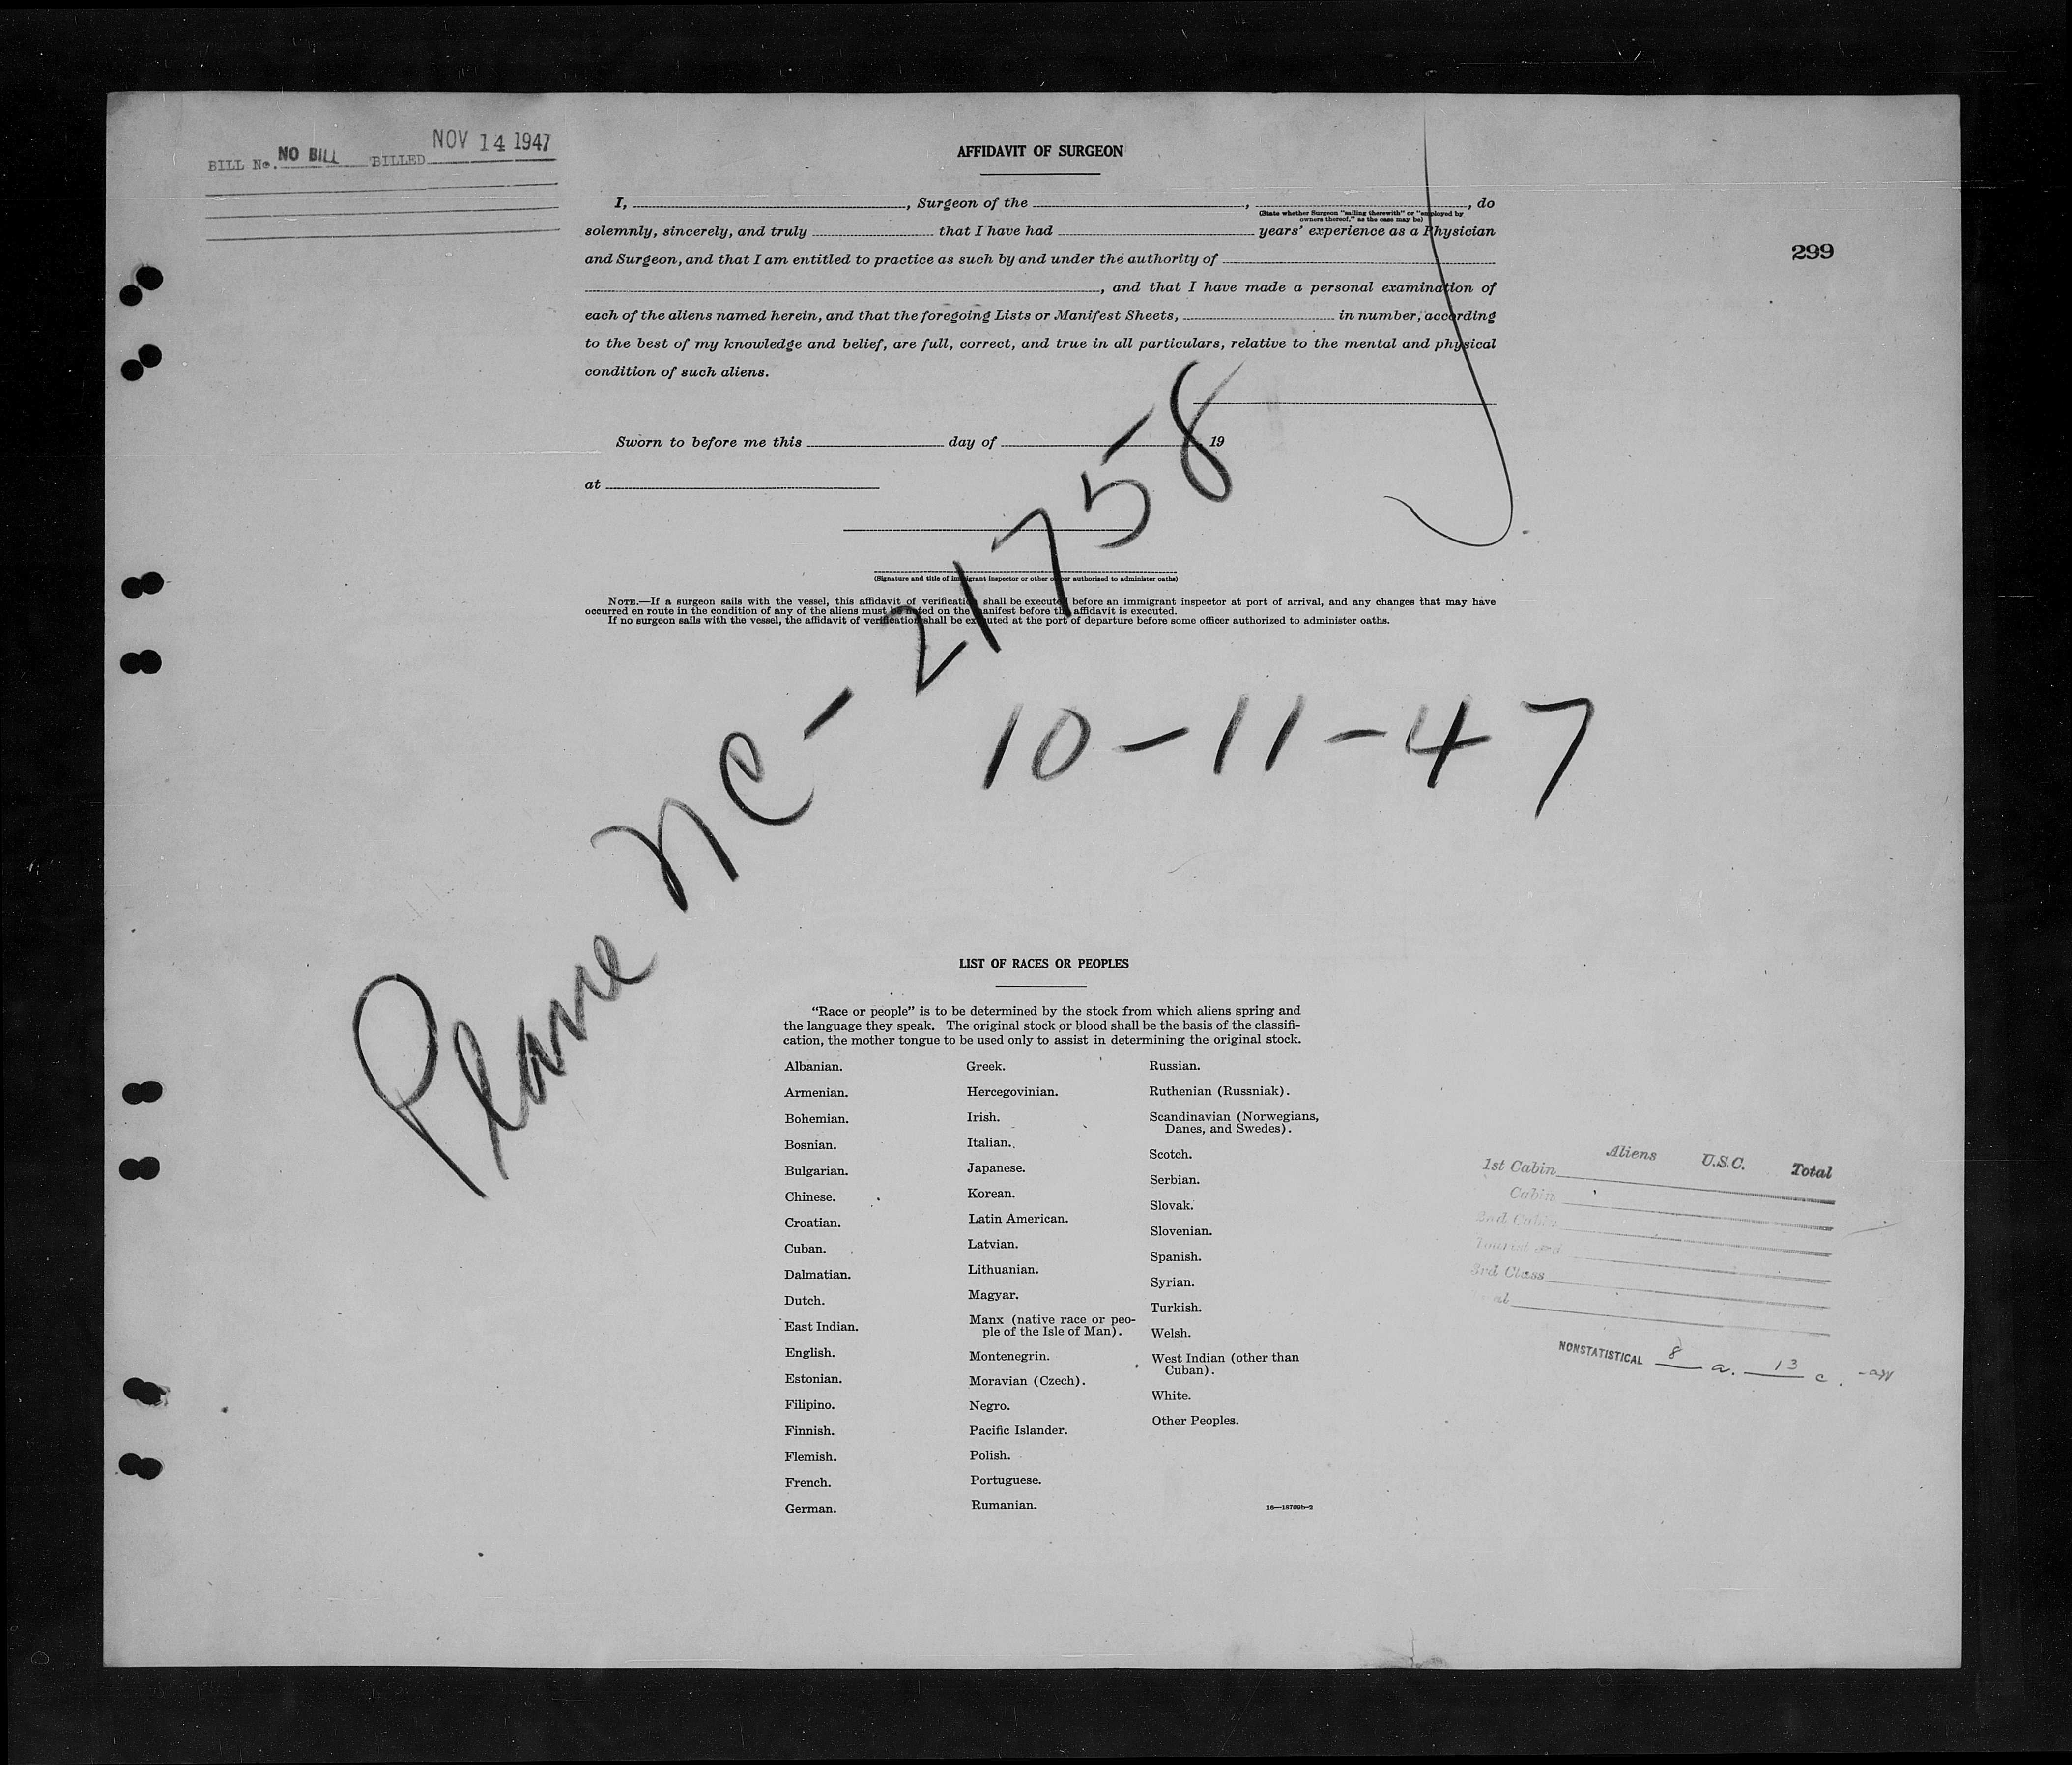 BILL No. NO BILL BILLED NOV 14 1947
AFFIDAVIT OF SURGEON
299
I, , Surgeon of the , , do
(State whether Surgeon "sailing therewith" or "employed by
owners thereof," as the case may be)
solemnly, sincerely, and truly that I have had years' experience as a Physician
and Surgeon, and that I am entitled to practice as such by and under the authority of
, and that I have made a personal examination of
each of the aliens named herein, and that the foregoing Lists or Manifest Sheets, in number, according
to the best of my knowledge and belief, are full, correct, and true in all particulars, relative to the mental and physical
condition of such aliens.
Sworn to before me this day of , 19
at
(Signature and title of immigrant inspector or other officer authorized to administer oaths)
NOTE.—If a surgeon sails with the vessel, this affidavit of verification shall be executed before an immigrant inspector at port of arrival, and any changes that may have
occurred en route in the condition of any of the aliens must be noted on the manifest before the affidavit is executed.
If no surgeon sails with the vessel, the affidavit of verification shall be executed at the port of departure before some officer authorized to administer oaths.
Plane NC-21758
10-11-47
LIST OF RACES OR PEOPLES
"Race or people" is to be determined by the stock from which aliens spring and
the language they speak. The original stock or blood shall be the basis of the classifi-
cation, the mother tongue to be used only to assist in determining the original stock.
Albanian.
Armenian.
Bohemian.
Bosnian.
Bulgarian.
Chinese.
Croatian.
Cuban.
Dalmatian.
Dutch.
East Indian.
English.
Estonian.
Filipino.
Finnish.
Flemish.
French.
German.
Greek.
Hercegovinian.
Irish.
Italian.
Japanese.
Korean.
Latin American.
Latvian.
Lithuanian.
Magyar.
Manx (native race or peo-
ple of the Isle of Man).
Montenegrin.
Moravian (Czech).
Negro.
Pacific Islander.
Polish.
Portuguese.
Rumanian.
Russian.
Ruthenian (Russniak).
Scandinavian (Norwegians,
Danes, and Swedes).
Scotch.
Serbian.
Slovak.
Slovenian.
Spanish.
Syrian.
Turkish.
Welsh.
West Indian (other than
Cuban).
White.
Other Peoples.
16—18709b-2
Aliens U.S.C. Total
1st Cabin
Cabin
2nd Cabin
Tourist 3rd
3rd Class
NONSTATISTICAL 8 a. 13 c.